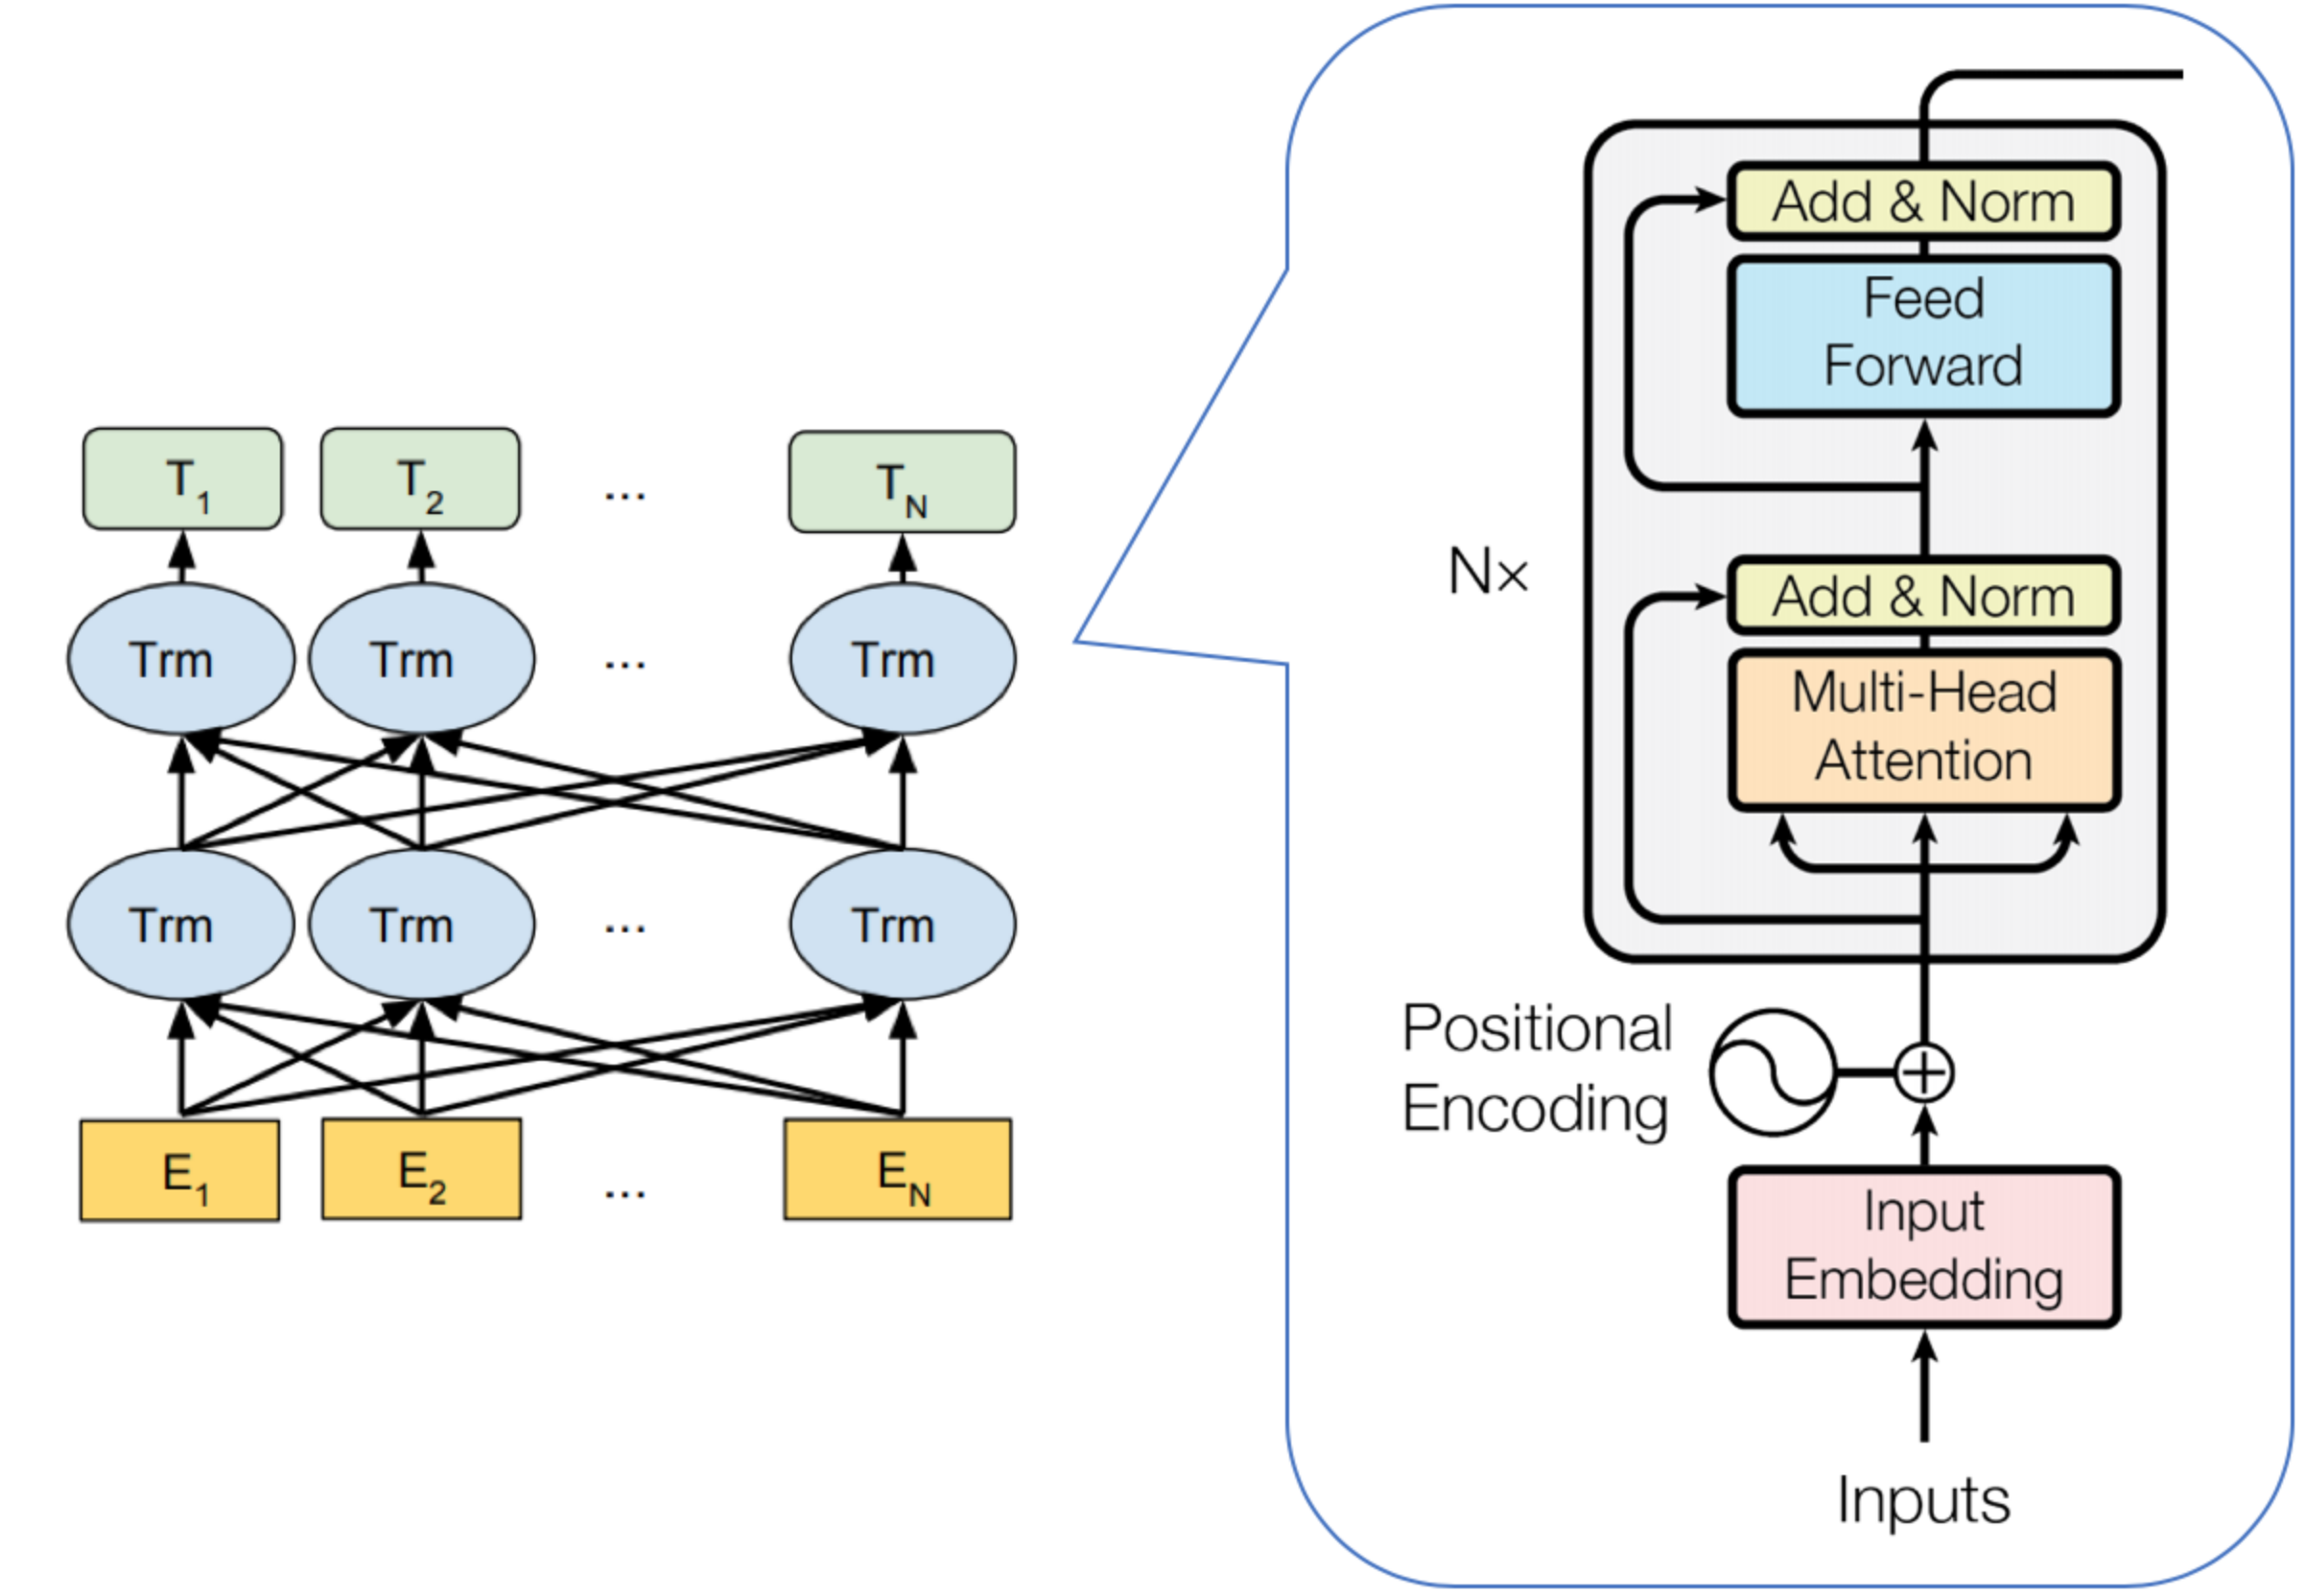 T1 T2 ... TN
Trm Trm ... Trm
Trm Trm ... Trm
E1 E2 ... EN
Add & Norm
Feed
Forward
Nx
Add & Norm
Multi-Head
Attention
Positional
Encoding
Input
Embedding
Inputs